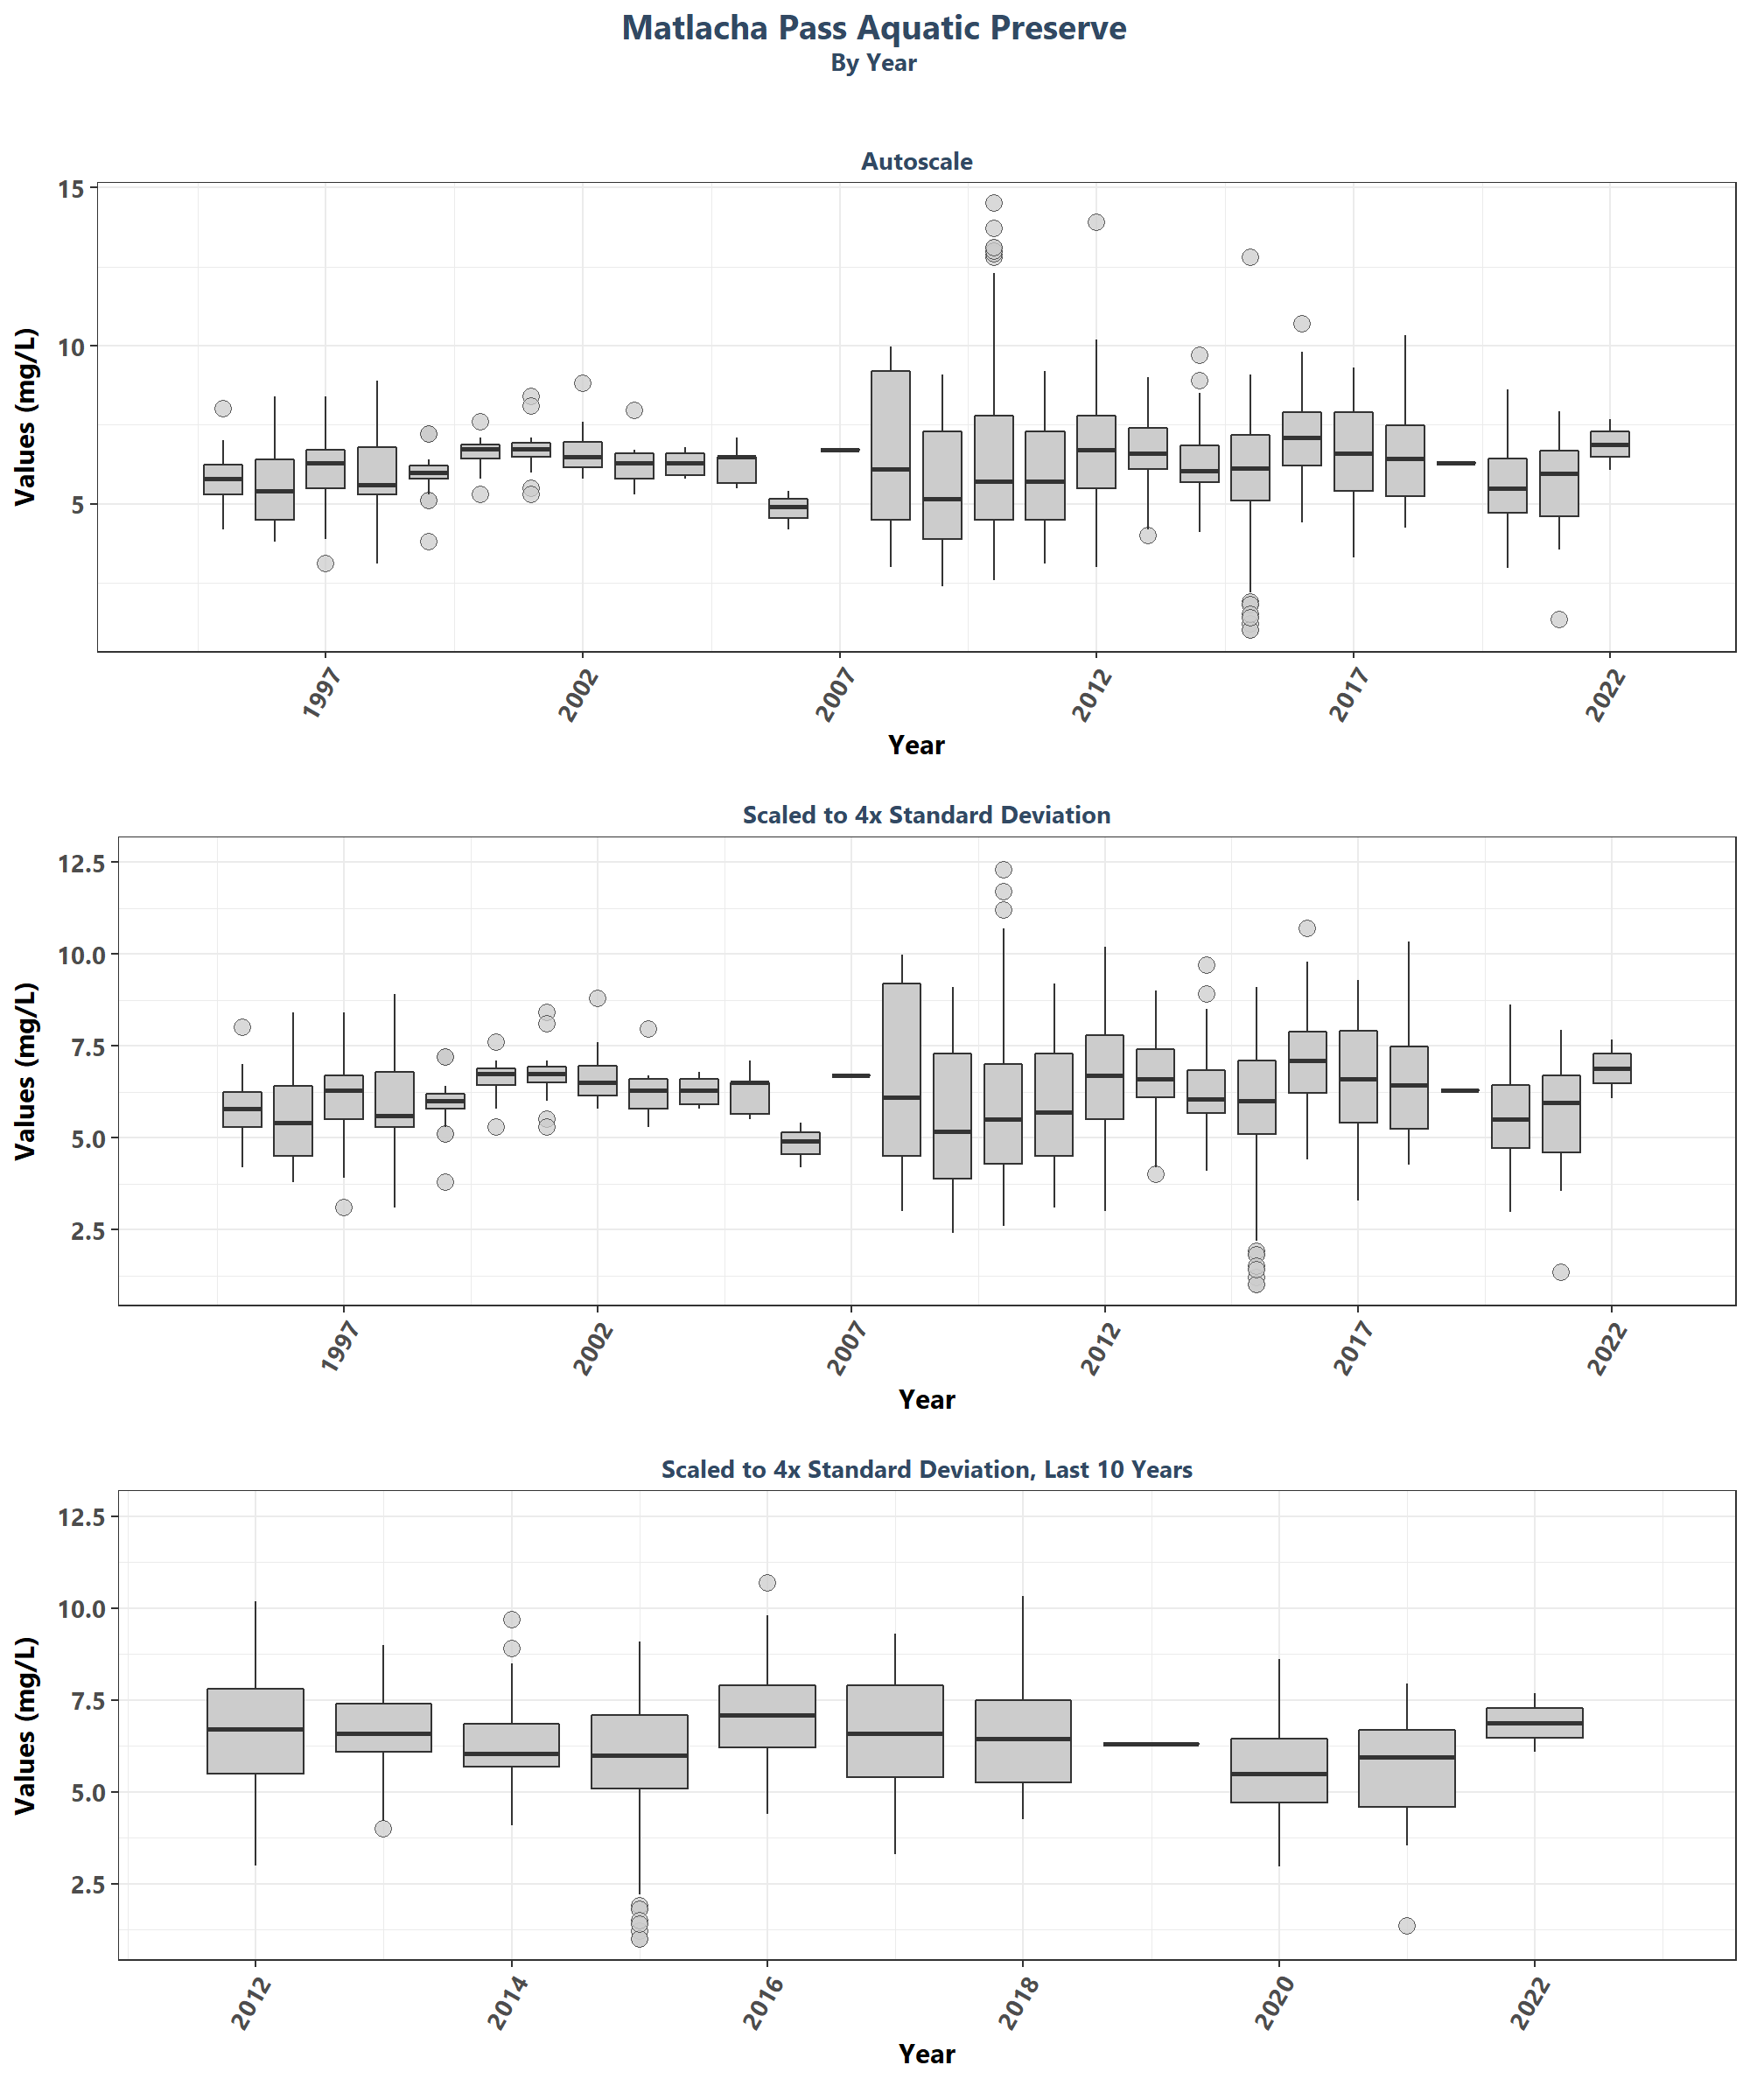 Matlacha Pass Aquatic Preserve
By Year
Autoscale
Values (mg/L)
15
10
5
1997
2002
2007
2012
2017
2022
Year
Scaled to 4x Standard Deviation
Values (mg/L)
12.5
10.0
7.5
5.0
2.5
1997
2002
2007
2012
2017
2022
Year
Scaled to 4x Standard Deviation, Last 10 Years
Values (mg/L)
12.5
10.0
7.5
5.0
2.5
2012
2014
2016
2018
2020
2022
Year